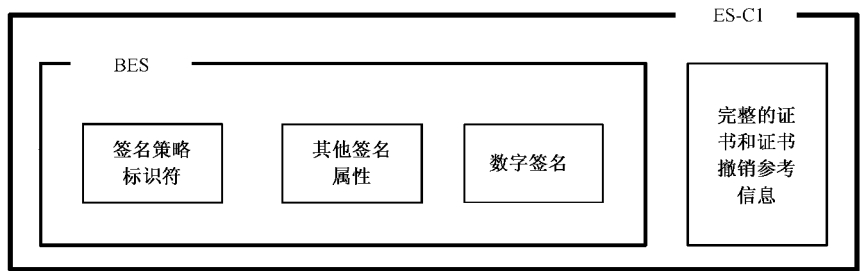 ES-C1
BES
签名策略
标识符
其他签名
属性
数字签名
完整的证
书和证书
撤销参考
信息